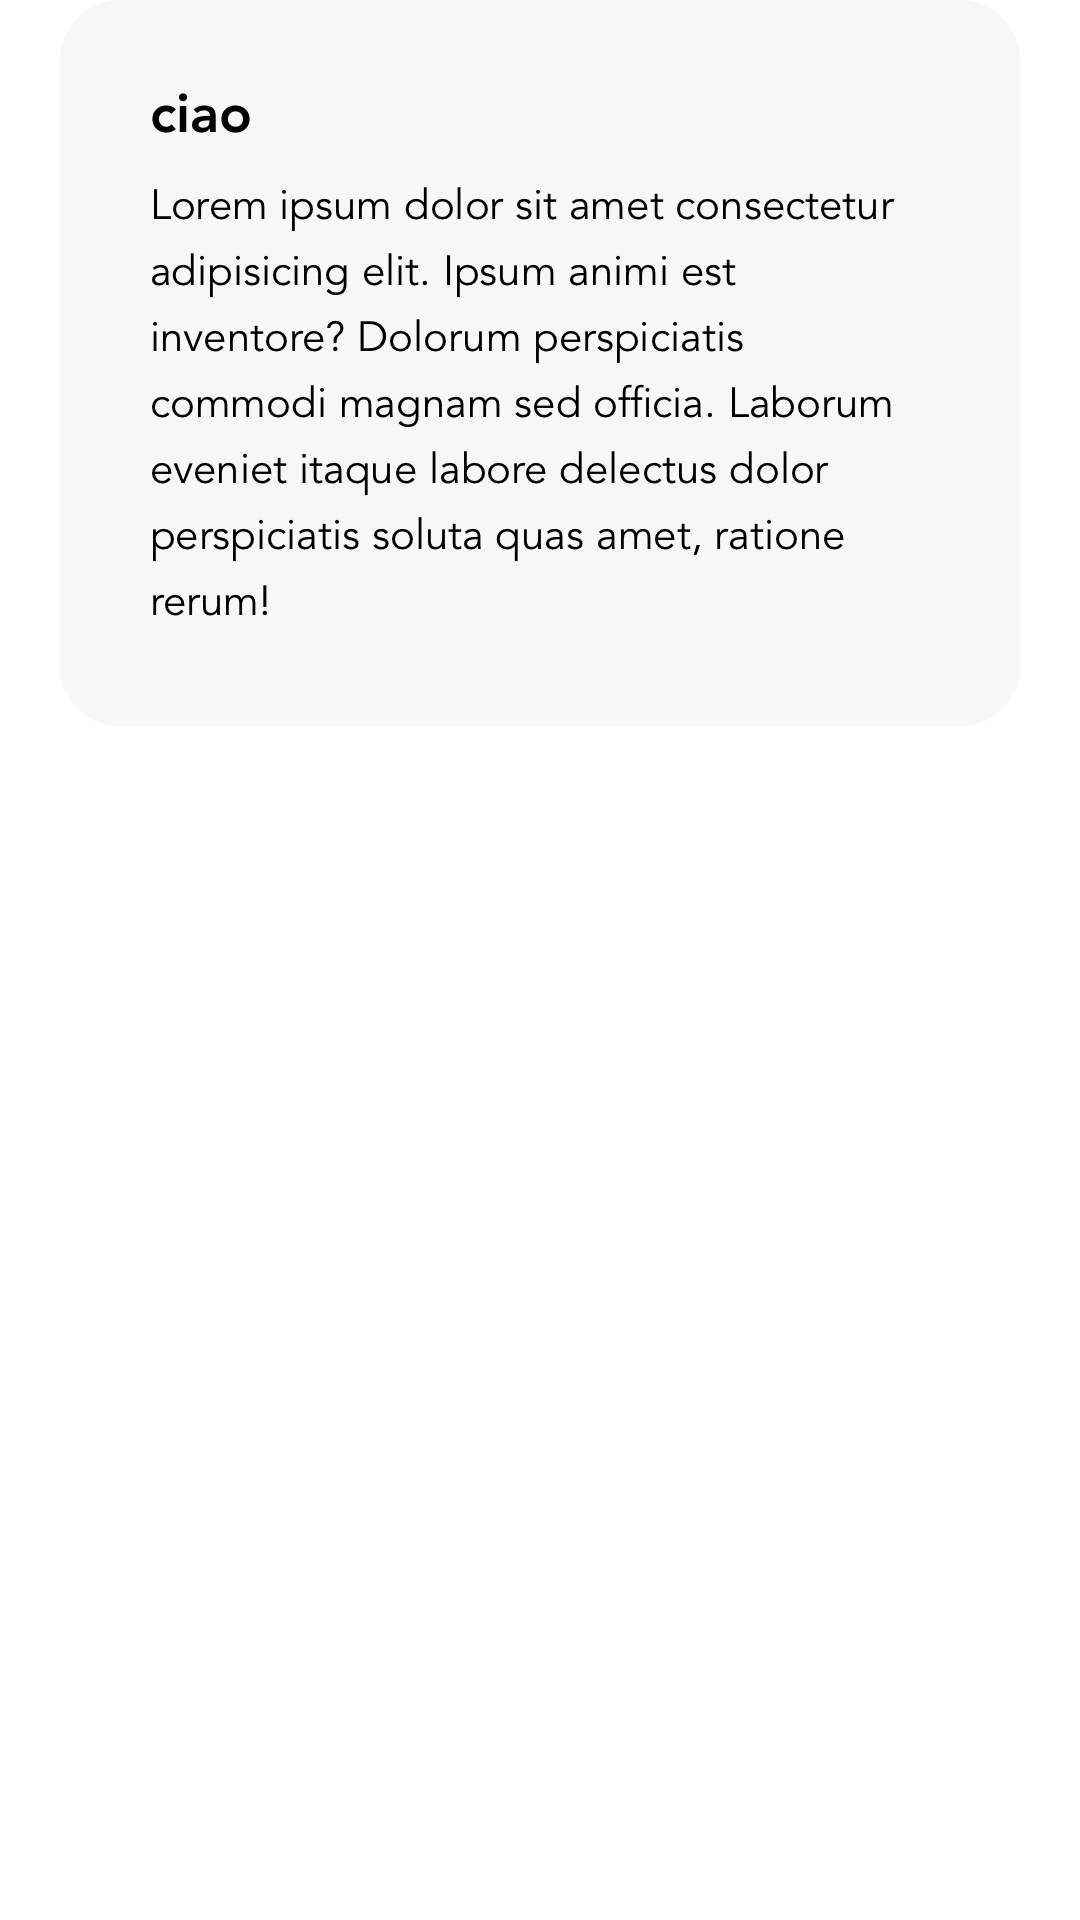 ciao
Lorem ipsum dolor sit amet consectetur
adipisicing elit. Ipsum animi est
inventore? Dolorum perspiciatis
commodi magnam sed officia. Laborum
eveniet itaque labore delectus dolor
perspiciatis soluta quas amet, ratione
rerum!